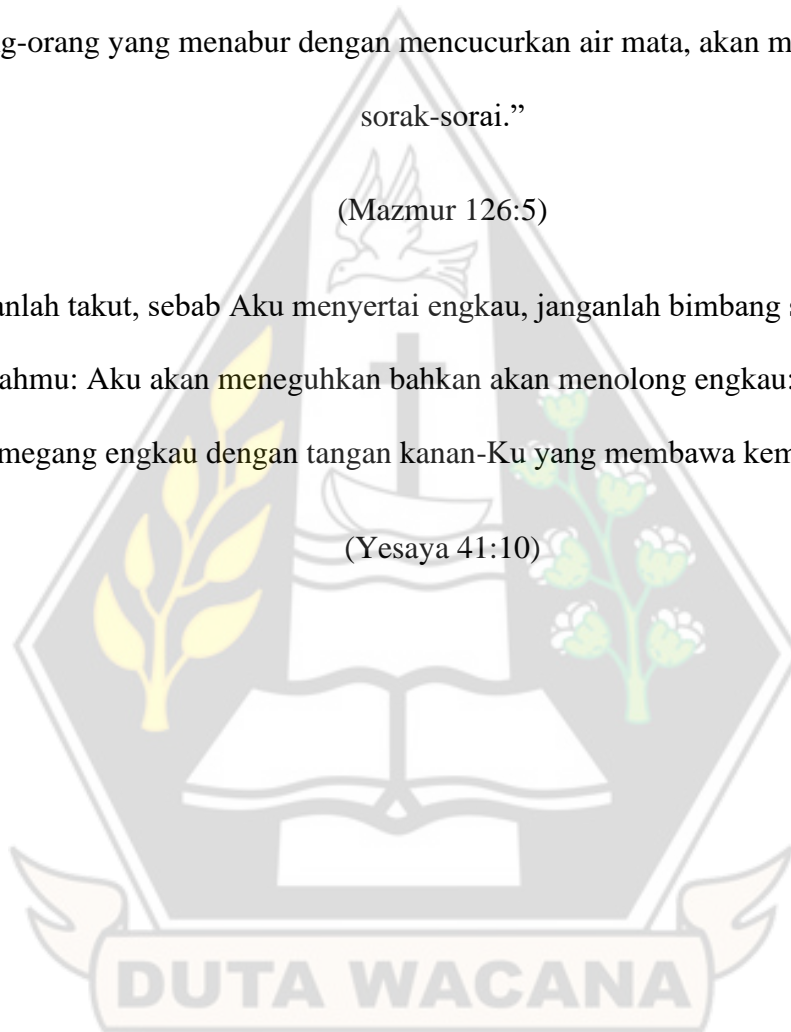 ng-orang yang menabur dengan mencucurkan air mata, akan m
sorak-sorai.”
(Mazmur 126:5)
anlah takut, sebab Aku menyertai engkau, janganlah bimbang s
ahmu: Aku akan meneguhkan bahkan akan menolong engkau:
megang engkau dengan tangan kanan-Ku yang membawa kem
(Yesaya 41:10)
DUTA WACANA